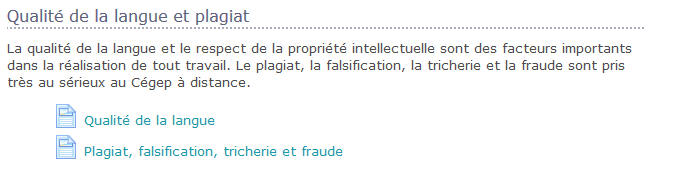 Qualité de la langue et plagiat
La qualité de la langue et le respect de la propriété intellectuelle sont des facteurs importants
dans la réalisation de tout travail. Le plagiat, la falsification, la tricherie et la fraude sont pris
très au sérieux au Cégep à distance.
Qualité de la langue
Plagiat, falsification, tricherie et fraude